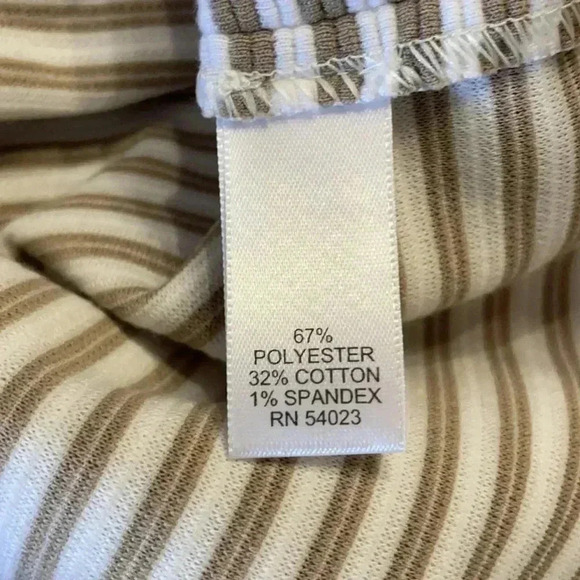 67%
POLYESTER
32% COTTON
1% SPANDEX
RN 54023